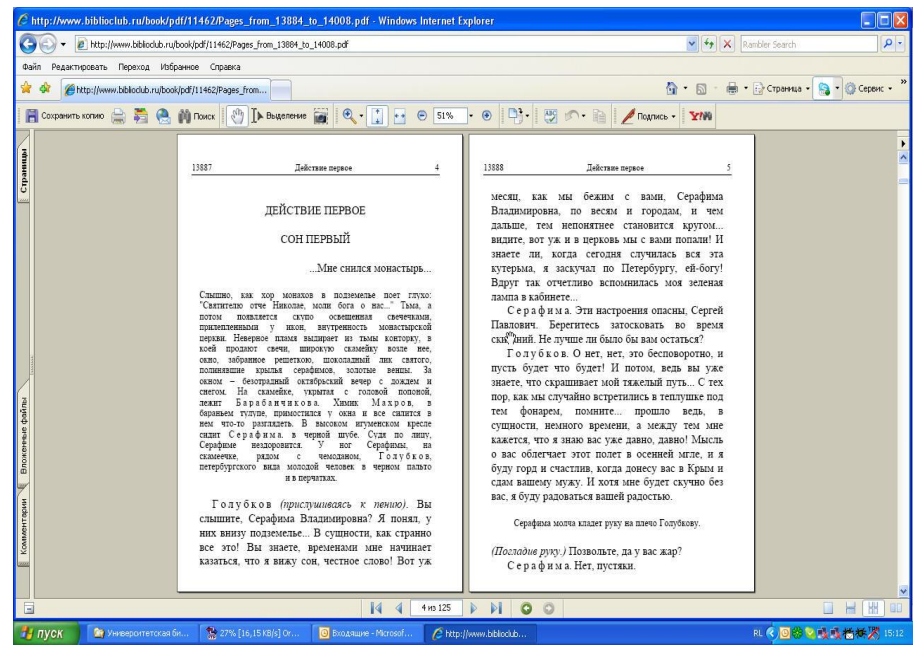 http://www.biblioclub.ru/book/pdf/11462/Pages_from_13884_to_14008.pdf - Windows Internet Explorer
http://www.biblioclub.ru/book/pdf/11462/Pages_from_13884_to_14008.pdf
Rambler Search
Файл Редактировать Переход Избранное Справка
http://www.biblioclub.ru/book/pdf/11462/Pages_from...
Страница Сервис
Сохранить копию Поиск Выделение 51% Подпись Y!
Страницы
Вложенные файлы
Комментарии
13887 Действие первое 4
ДЕЙСТВИЕ ПЕРВОЕ
СОН ПЕРВЫЙ
...Мне снился монастырь...
Слышно, как хор монахов в подземелье поет глухо:
"Святителю отче Николае, моли бога о нас..." Тьма, а
потом появляется скупо освещенная свечечками,
прилепленными у икон, внутренность монастырской
церкви. Неверное пламя выдирает из тьмы конторку, в
коей продают свечи, широкую скамейку возле нее,
окно, забранное решеткою, шоколадный лик святого,
полинявшие крылья серафимов, золотые венцы. За
окном – безотрадный октябрьский вечер с дождем и
снегом. На скамейке, укрытая с головой попоной,
лежит Барабанчикова. Химик Махров, в
бараньем тулупе, примостился у окна и все силится в
нем что-то разглядеть. В высоком игуменском кресле
сидит Серафима, в черной шубе. Судя по лицу,
Серафиме нездоровится. У ног Серафимы, на
скамеечке, рядом с чемоданом, Голубков,
петербургского вида молодой человек в черном пальто
и в перчатках.
Голубков (прислушиваясь к пению). Вы
слышите, Серафима Владимировна? Я понял, у
них внизу подземелье... В сущности, как странно
все это! Вы знаете, временами мне начинает
казаться, что я вижу сон, честное слово! Вот уж
13888 Действие первое 5
месяц, как мы бежим с вами, Серафима
Владимировна, по весям и городам, и чем
дальше, тем непонятнее становится кругом...
видите, вот уж и в церковь мы с вами попали! И
знаете ли, когда сегодня случилась вся эта
кутерьма, я заскучал по Петербургу, ей-богу!
Вдруг так отчетливо вспомнилась моя зеленая
лампа в кабинете...
Серафима. Эти настроения опасны, Сергей
Павлович. Берегитесь затосковать во время
скитаний. Не лучше ли было бы вам остаться?
Голубков. О нет, нет, это бесповоротно, и
пусть будет что будет! И потом, ведь вы уже
знаете, что скрашивает мой тяжелый путь... С тех
пор, как мы случайно встретились в теплушке под
тем фонарем, помните... прошло ведь, в
сущности, немного времени, а между тем мне
кажется, что я знаю вас уже давно, давно! Мысль
о вас облегчает этот полет в осенней мгле, и я
буду горд и счастлив, когда донесу вас в Крым и
сдам вашему мужу. И хотя мне будет скучно без
вас, я буду радоваться вашей радостью.
Серафима молча кладет руку на плечо Голубкову.
(Погладив руку.) Позвольте, да у вас жар?
Серафима. Нет, пустяки.
4 из 125
пуск Университетская би... 27% [16,15 KB/s] Or... Входящие - Microsof... http://www.bibliocub... RL 15:12